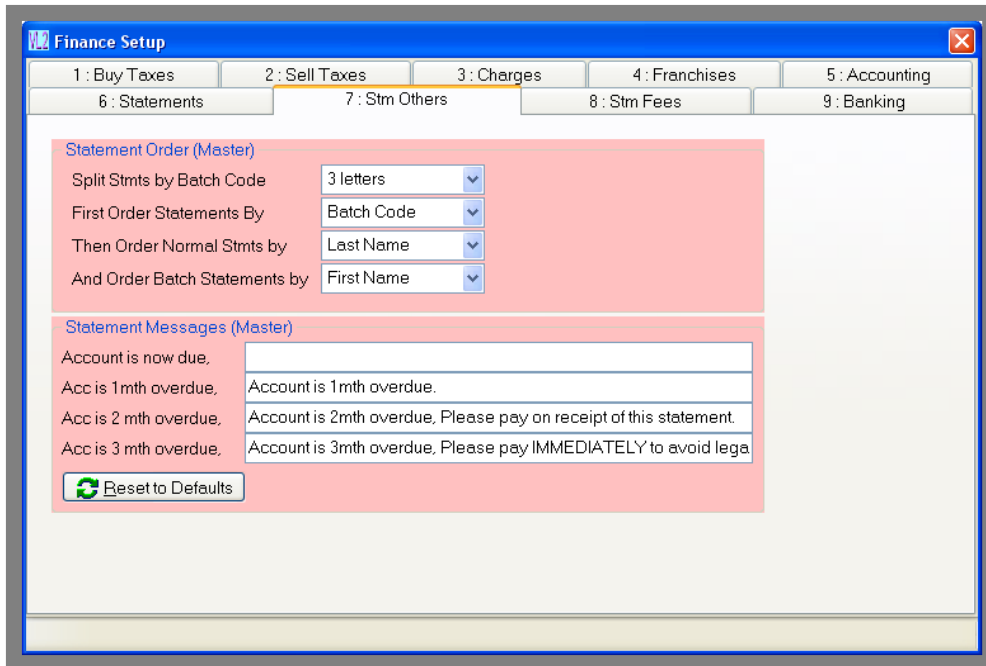 VL2 Finance Setup
1 : Buy Taxes 2 : Sell Taxes 3 : Charges 4 : Franchises 5 : Accounting
6 : Statements 7 : Stm Others 8 : Stm Fees 9 : Banking
Statement Order (Master)
Split Stmts by Batch Code 3 letters
First Order Statements By Batch Code
Then Order Normal Stmts by Last Name
And Order Batch Statements by First Name
Statement Messages (Master)
Account is now due,
Acc is 1mth overdue, Account is 1mth overdue.
Acc is 2 mth overdue, Account is 2mth overdue, Please pay on receipt of this statement.
Acc is 3 mth overdue, Account is 3mth overdue, Please pay IMMEDIATELY to avoid lega
Reset to Defaults